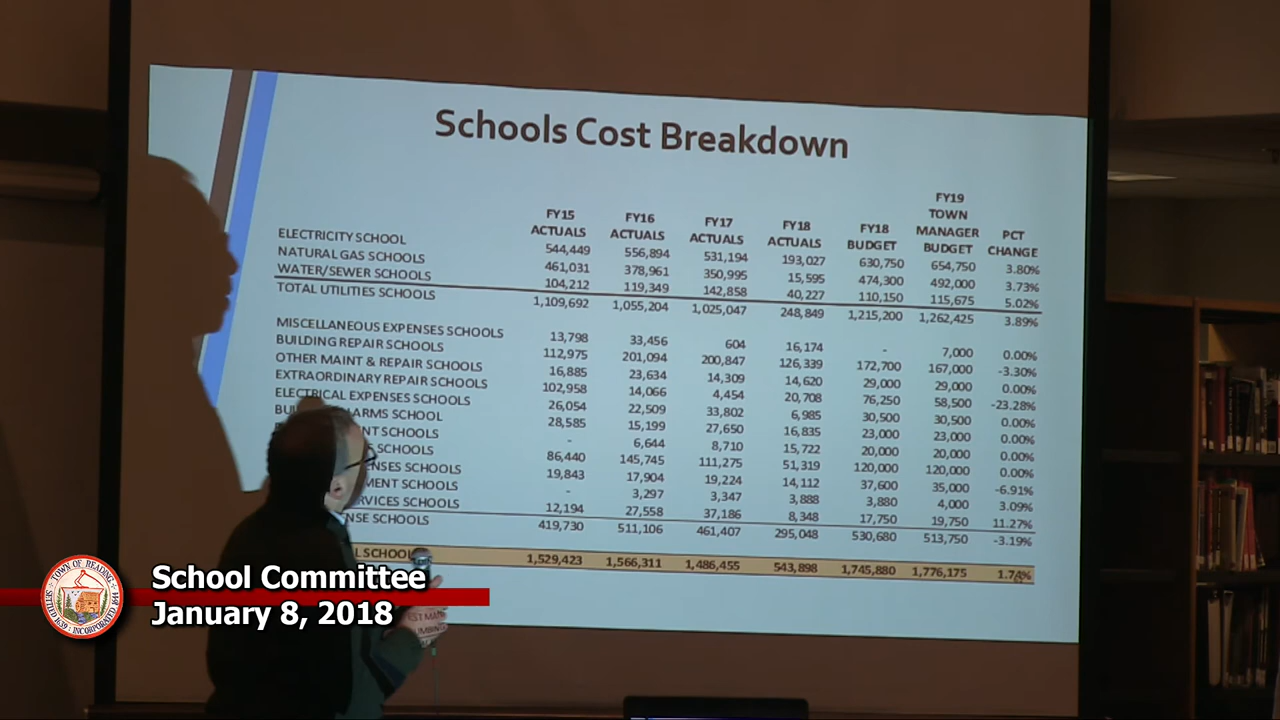 Schools Cost Breakdown
FY15 ACTUALS FY16 ACTUALS FY17 ACTUALS FY18 ACTUALS FY18 BUDGET FY19 TOWN MANAGER BUDGET PCT CHANGE
ELECTRICITY SCHOOL 544,449 556,894 531,194 193,027 630,750 654,750 3.80%
NATURAL GAS SCHOOLS 461,031 378,961 350,995 15,595 474,300 492,000 3.73%
WATER/SEWER SCHOOLS 104,212 119,349 142,858 40,227 110,150 115,675 5.02%
TOTAL UTILITIES SCHOOLS 1,109,692 1,055,204 1,025,047 248,849 1,215,200 1,262,425 3.89%
MISCELLANEOUS EXPENSES SCHOOLS 13,798 33,456 604 16,174 - 7,000 0.00%
BUILDING REPAIR SCHOOLS 112,975 201,094 200,847 126,339 172,700 167,000 -3.30%
OTHER MAINT & REPAIR SCHOOLS 16,885 23,634 14,309 14,620 29,000 29,000 0.00%
EXTRAORDINARY REPAIR SCHOOLS 102,958 14,066 4,454 20,708 76,250 58,500 -23.28%
ELECTRICAL EXPENSES SCHOOLS 26,054 22,509 33,802 6,985 30,500 30,500 0.00%
SCHOOL 28,585 15,199 27,650 16,835 23,000 23,000 0.00%
SCHOOLS - 6,644 8,710 15,722 20,000 20,000 0.00%
SCHOOLS 86,440 145,745 111,275 51,319 120,000 120,000 0.00%
SCHOOLS 19,843 17,904 19,224 14,112 37,600 35,000 -6.91%
SCHOOLS - 3,297 3,347 3,888 3,880 4,000 3.09%
SCHOOLS 12,194 27,558 37,186 8,348 17,750 19,750 11.27%
SCHOOLS 419,730 511,106 461,407 295,048 530,680 513,750 -3.19%
1,529,423 1,566,311 1,486,455 543,898 1,745,880 1,776,175 1.74%
TOWN OF READING
SETTLED 1639 INCORPORATED 1644
School Committee
January 8, 2018